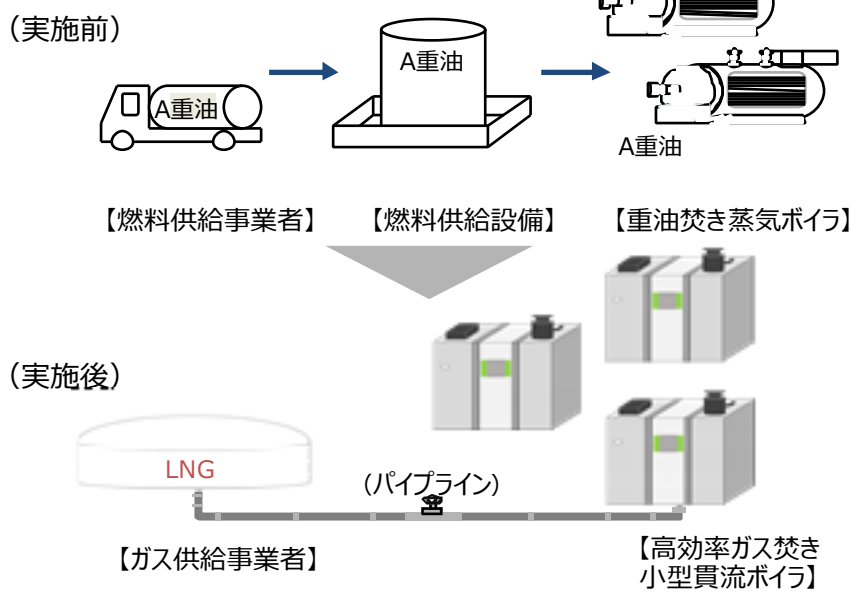 （実施前）
A重油
A重油
A重油
【燃料供給事業者】
【燃料供給設備】
【重油焚き蒸気ボイラ】
（実施後）
LNG
(パイプライン)
【ガス供給事業者】
【高効率ガス焚き
小型貫流ボイラ】